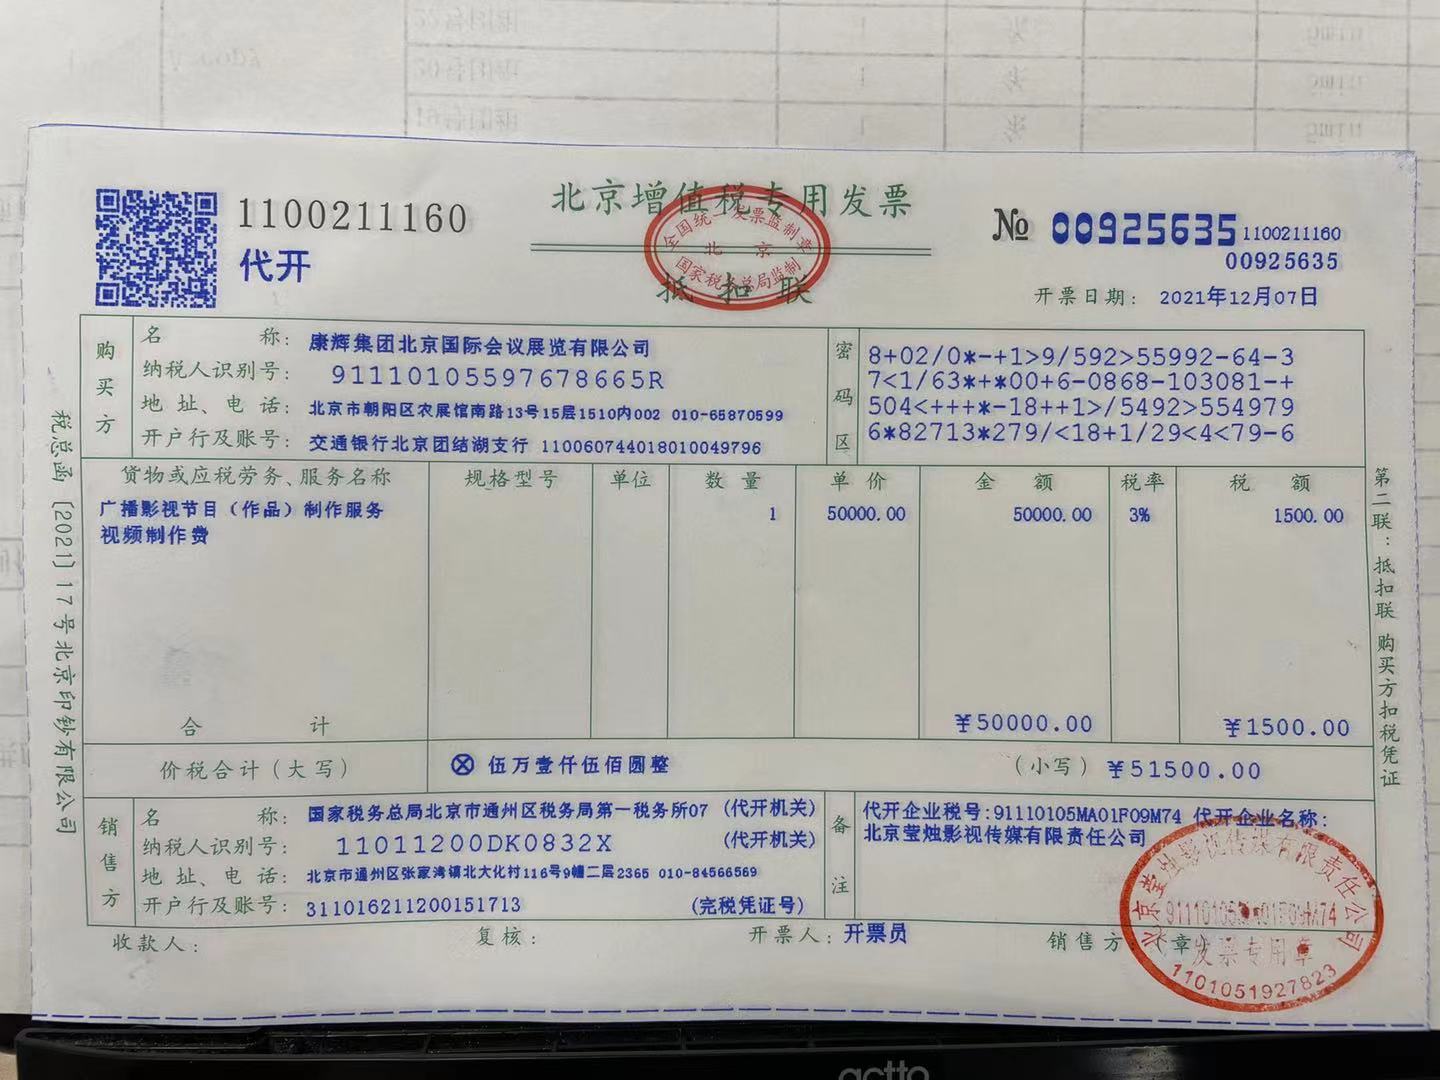 1100211160
代开
北京增值税专用发票
抵扣联
全国统一发票监制章
北京
国家税务总局监制
№ 00925635
1100211160
00925635
开票日期： 2021年12月07日
购买方
名称： 康辉集团北京国际会议展览有限公司
纳税人识别号： 91110105597678665R
地址、电话： 北京市朝阳区农展馆南路13号15层1510内002 010-65870599
开户行及账号： 交通银行北京团结湖支行 110060744018010049796
密码区
8+02/0*-+1>9/592>55992-64-3
7<1/63*+*00+6-0868-103081-+
504<+++*-18++1>/5492>554979
6*82713*279/<18+1/29<4<79-6
货物或应税劳务、服务名称 规格型号 单位 数量 单价 金额 税率 税额
广播影视节目（作品）制作服务 1 50000.00 50000.00 3% 1500.00
视频制作费
合计 ¥50000.00 ¥1500.00
价税合计（大写） ⊗ 伍万壹仟伍佰圆整 （小写） ¥51500.00
销售方
名称： 国家税务总局北京市通州区税务局第一税务所07 （代开机关）
纳税人识别号： 11011200DK0832X （代开机关）
地址、电话： 北京市通州区张家湾镇北大化村116号9幢二层2365 010-84566569
开户行及账号： 311016211200151713 （完税凭证号）
备注
代开企业税号:91110105MA01F09M74 代开企业名称:
北京莹烛影视传媒有限责任公司
收款人： 复核： 开票人： 开票员 销售方：（章）
北京莹烛影视传媒有限责任公司
91110105MA01F09M74
发票专用章
1101051927823
税总函〔2021〕17号北京印钞有限公司
第二联：抵扣联 购买方扣税凭证
actto